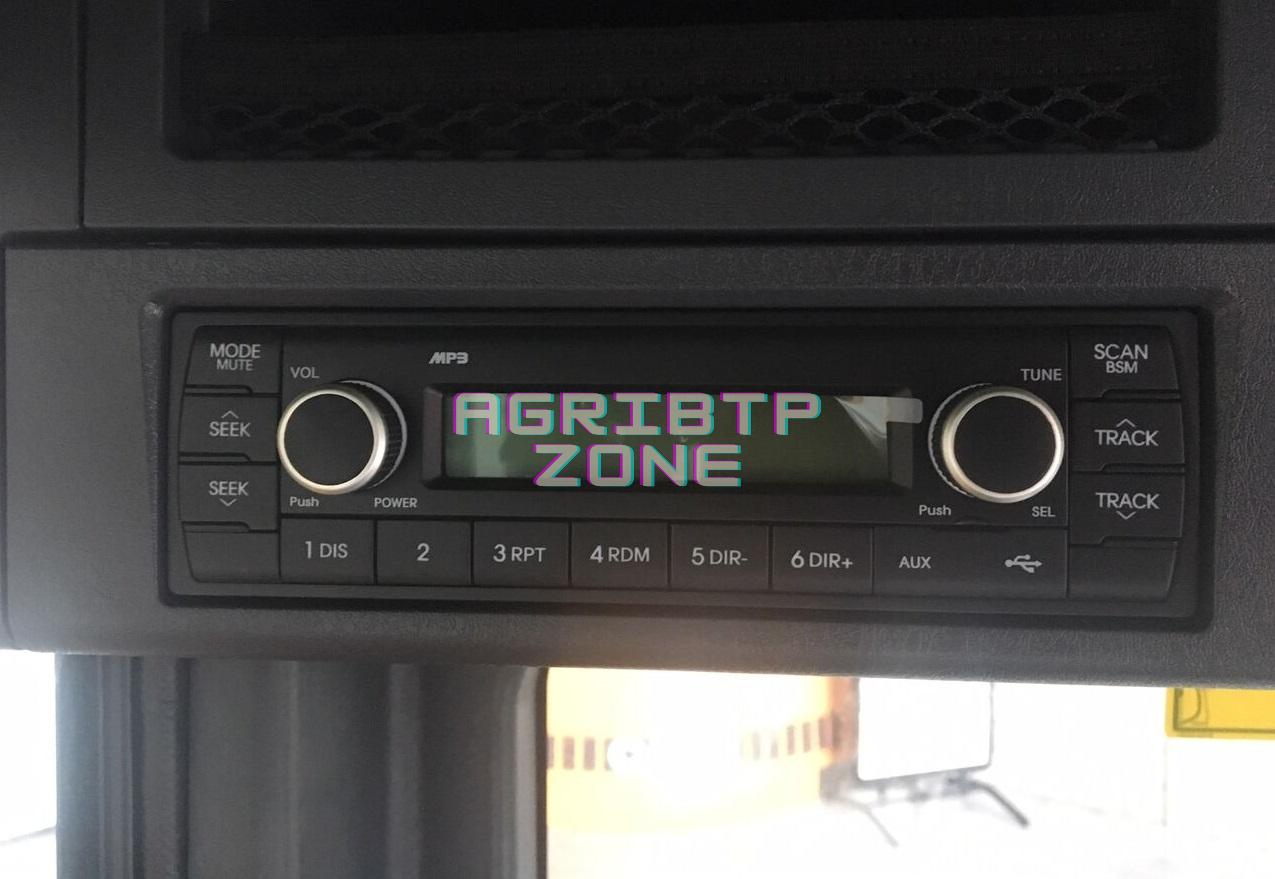 MODE
MUTE
VOL
MP3
TUNE
SCAN
BSM
SEEK
AGRIBTP
ZONE
TRACK
SEEK
TRACK
Push
POWER
Push
SEL
1 DIS
2
3 RPT
4 RDM
5 DIR-
6 DIR+
AUX